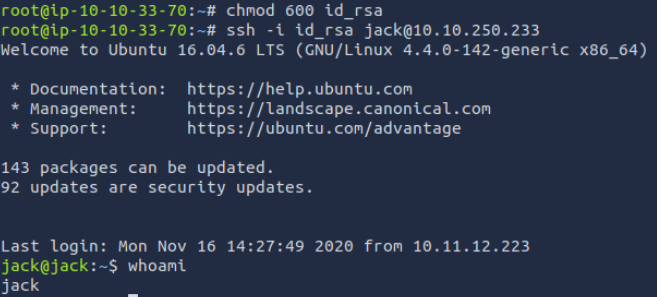 root@ip-10-10-33-70:~# chmod 600 id_rsa
root@ip-10-10-33-70:~# ssh -i id_rsa jack@10.10.250.233
Welcome to Ubuntu 16.04.6 LTS (GNU/Linux 4.4.0-142-generic x86_64)
 * Documentation:  https://help.ubuntu.com
 * Management:     https://landscape.canonical.com
 * Support:        https://ubuntu.com/advantage
143 packages can be updated.
92 updates are security updates.
Last login: Mon Nov 16 14:27:49 2020 from 10.11.12.223
jack@jack:~$ whoami
jack